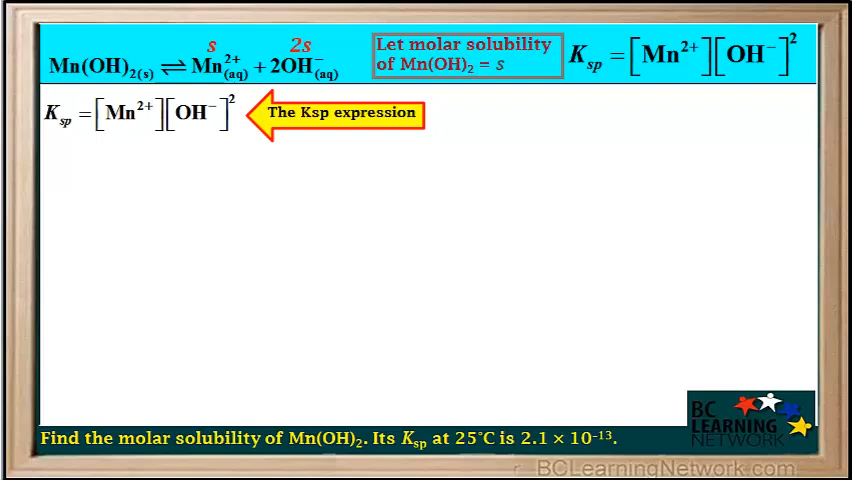 s 2s
Mn(OH)₂₍s₎ ⇌ Mn²⁺(aq) + 2OH⁻(aq)
Let molar solubility
of Mn(OH)₂ = s
Ksp = [Mn²⁺][OH⁻]²
Ksp = [Mn²⁺][OH⁻]²
The Ksp expression
BC
LEARNING
NETWORK
Find the molar solubility of Mn(OH)₂. Its Ksp at 25°C is 2.1 × 10⁻¹³.
BCLearningNetwork.com